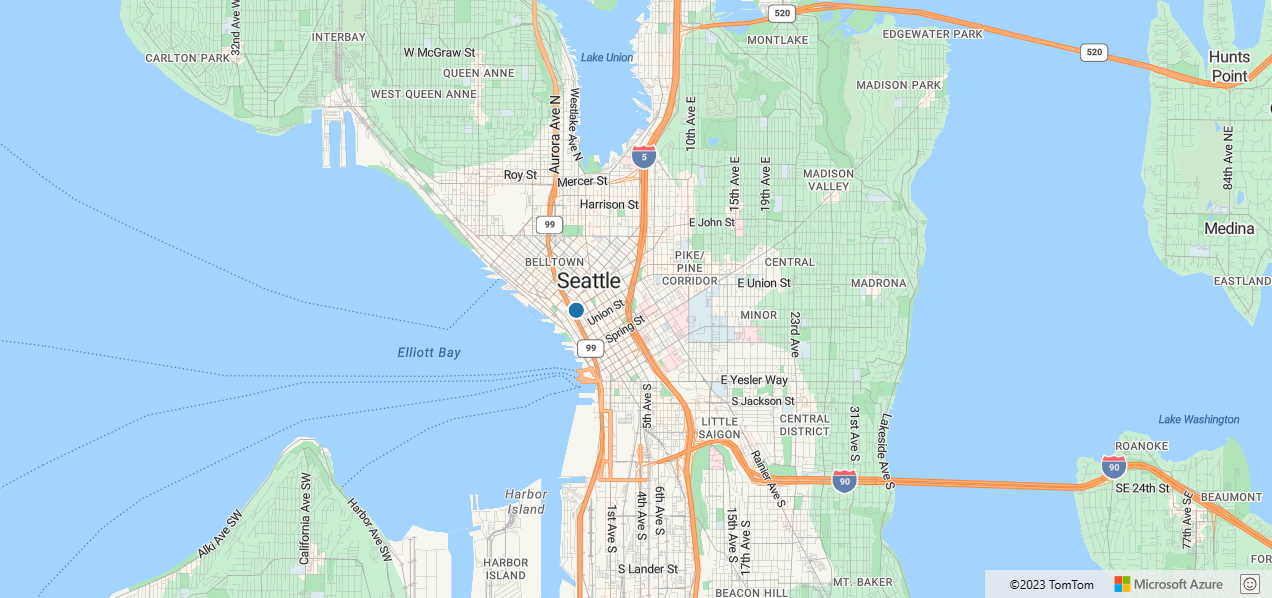 520
EDGEWATER PARK
32nd Ave W
INTERBAY
MONTLAKE
W McGraw St
520
CARLTON PARK
Lake Union
Hunts
Point
QUEEN ANNE
WEST QUEEN ANNE
MADISON PARK
Westlake Ave N
Aurora Ave N
10th Ave E
84th Ave NE
5
Roy St
Mercer St
15th Ave E
19th Ave E
MADISON
VALLEY
Harrison St
99
E John St
Medina
BELLTOWN
PIKE/
PINE
CORRIDOR
CENTRAL
Seattle
E Union St
MADRONA
EASTLAND
Union St
Spring St
MINOR
23rd Ave
99
Elliott Bay
E Yesler Way
5th Ave S
S Jackson St
LITTLE
SAIGON
CENTRAL
DISTRICT
31st Ave S
Lakeside Ave S
Lake Washington
ROANOKE
90
90
Rainier Ave S
SE 24th St
BEAUMONT
Harbor
Island
California Ave SW
Alki Ave SW
Harbor Ave SW
1st Ave S
4th Ave S
6th Ave S
15th Ave S
17th Ave S
77th Ave SE
HARBOR
ISLAND
S Lander St
FOR
MT. BAKER
BEACON HILL
©2023 TomTom
Microsoft Azure